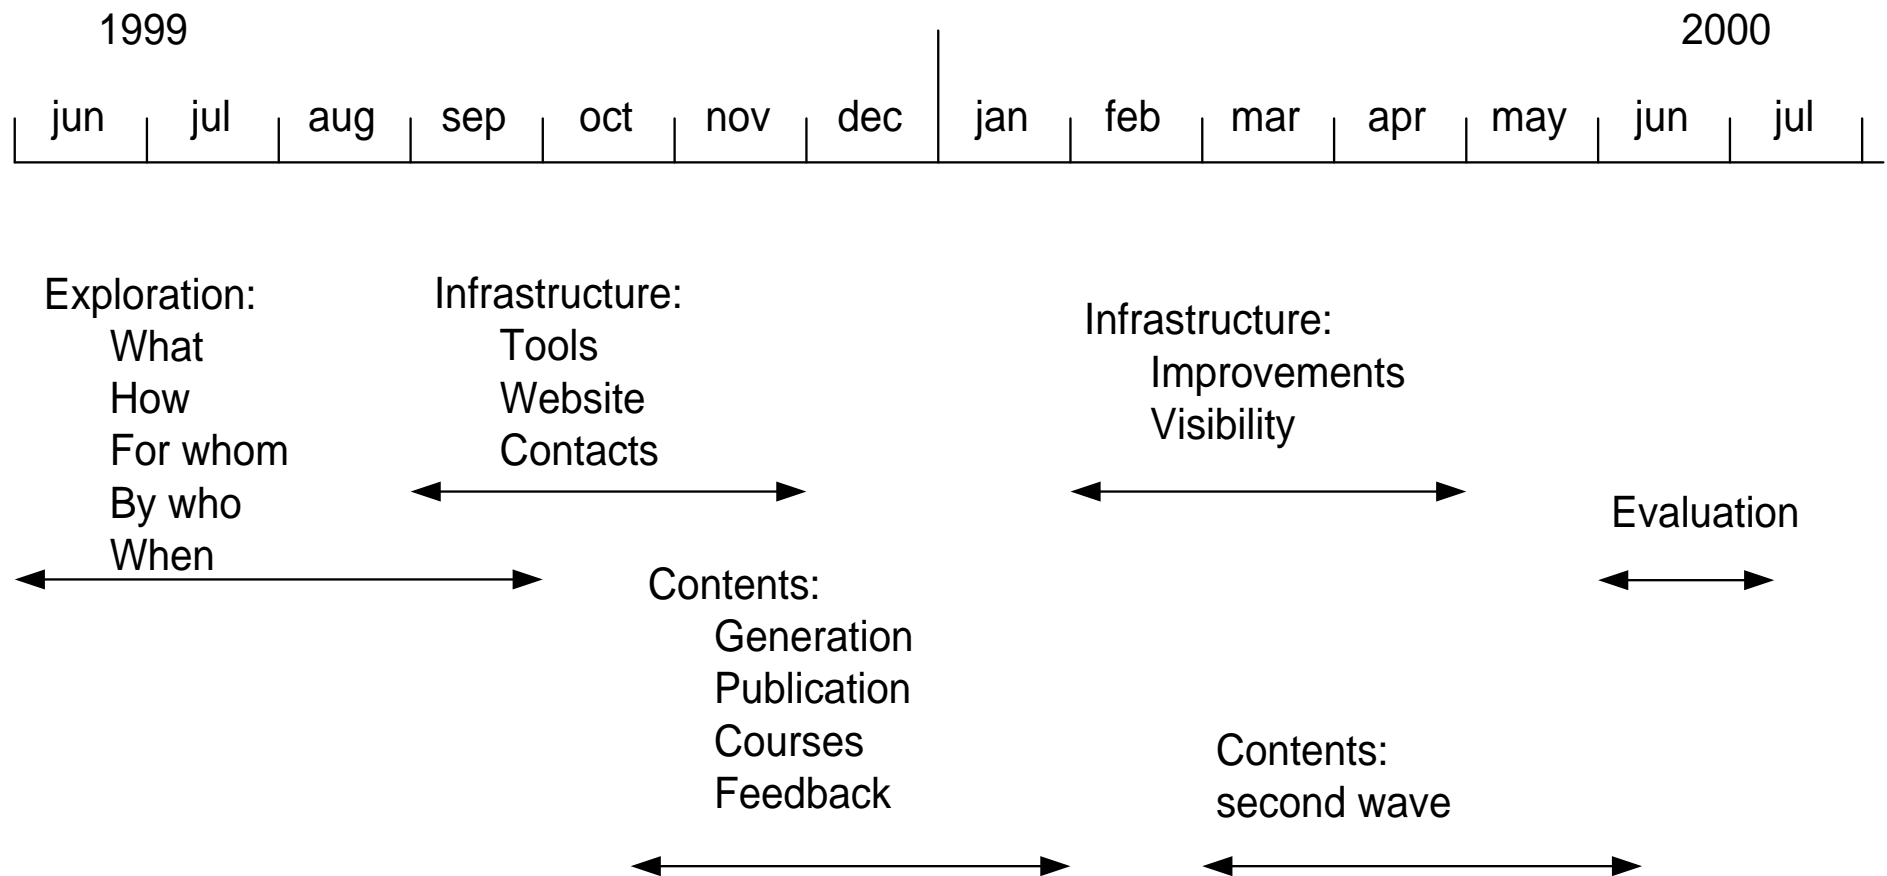 1999 2000
jun jul aug sep oct nov dec jan feb mar apr may jun jul
Exploration:
What
How
For whom
By who
When
Infrastructure:
Tools
Website
Contacts
Contents:
Generation
Publication
Courses
Feedback
Infrastructure:
Improvements
Visibility
Contents:
second wave
Evaluation